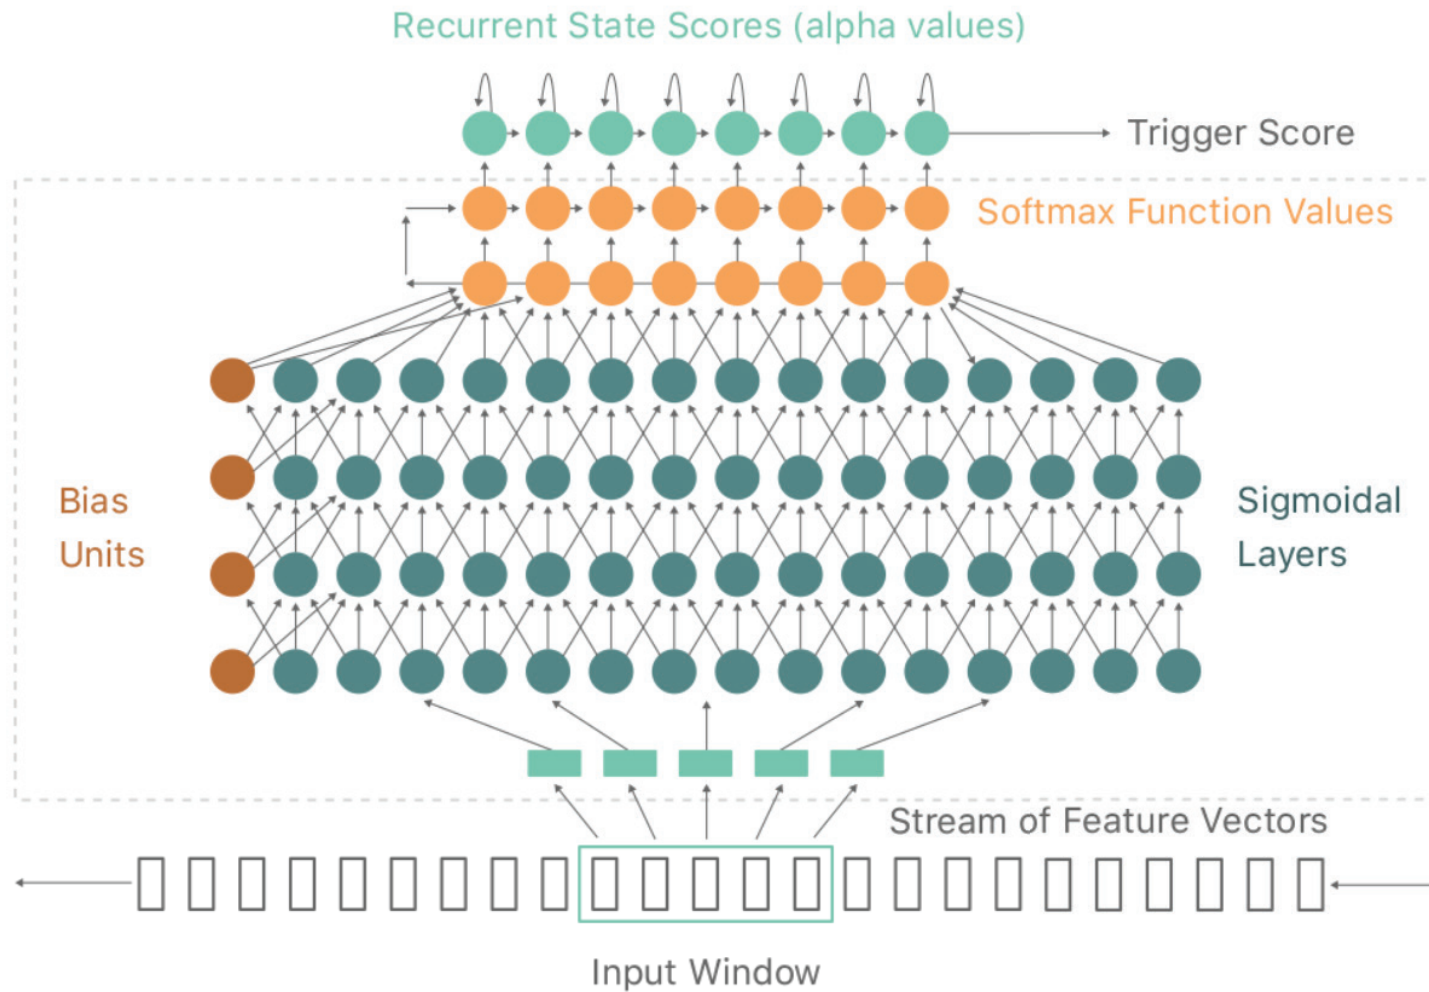 Recurrent State Scores (alpha values)
Trigger Score
Softmax Function Values
Bias
Units
Sigmoidal
Layers
Stream of Feature Vectors
Input Window